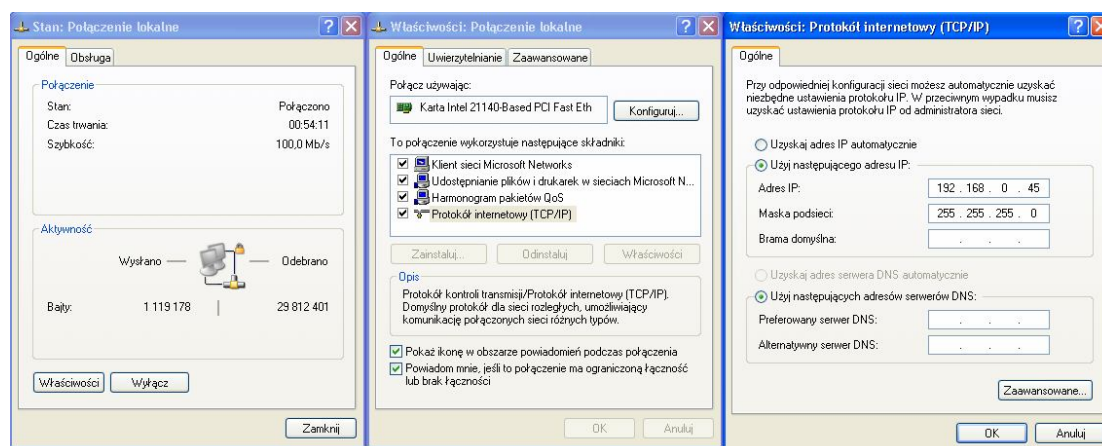 Stan: Połączenie lokalne
Ogólne Obsługa
Połączenie
Stan: Połączono
Czas trwania: 00:54:11
Szybkość: 100,0 Mb/s
Aktywność
Wysłano — — Odebrano
Bajty: 1 119 178 | 29 812 401
Właściwości Wyłącz
Zamknij
Właściwości: Połączenie lokalne
Ogólne Uwierzytelnianie Zaawansowane
Połącz używając:
Karta Intel 21140-Based PCI Fast Eth Konfiguruj...
To połączenie wykorzystuje następujące składniki:
Klient sieci Microsoft Networks
Udostępnianie plików i drukarek w sieciach Microsoft N...
Harmonogram pakietów QoS
Protokół internetowy (TCP/IP)
Zainstaluj... Odinstaluj Właściwości
Opis
Protokół kontroli transmisji/Protokół internetowy (TCP/IP).
Domyślny protokół dla sieci rozległych, umożliwiający
komunikację połączonych sieci różnych typów.
Pokaż ikonę w obszarze powiadomień podczas połączenia
Powiadom mnie, jeśli to połączenie ma ograniczoną łączność
lub brak łączności
OK Anuluj
Właściwości: Protokół internetowy (TCP/IP)
Ogólne
Przy odpowiedniej konfiguracji sieci możesz automatycznie uzyskać
niezbędne ustawienia protokołu IP. W przeciwnym wypadku musisz
uzyskać ustawienia protokołu IP od administratora sieci.
Uzyskaj adres IP automatycznie
Użyj następującego adresu IP:
Adres IP: 192 . 168 . 0 . 45
Maska podsieci: 255 . 255 . 255 . 0
Brama domyślna: . . .
Uzyskaj adres serwera DNS automatycznie
Użyj następujących adresów serwerów DNS:
Preferowany serwer DNS: . . .
Alternatywny serwer DNS: . . .
Zaawansowane...
OK Anuluj